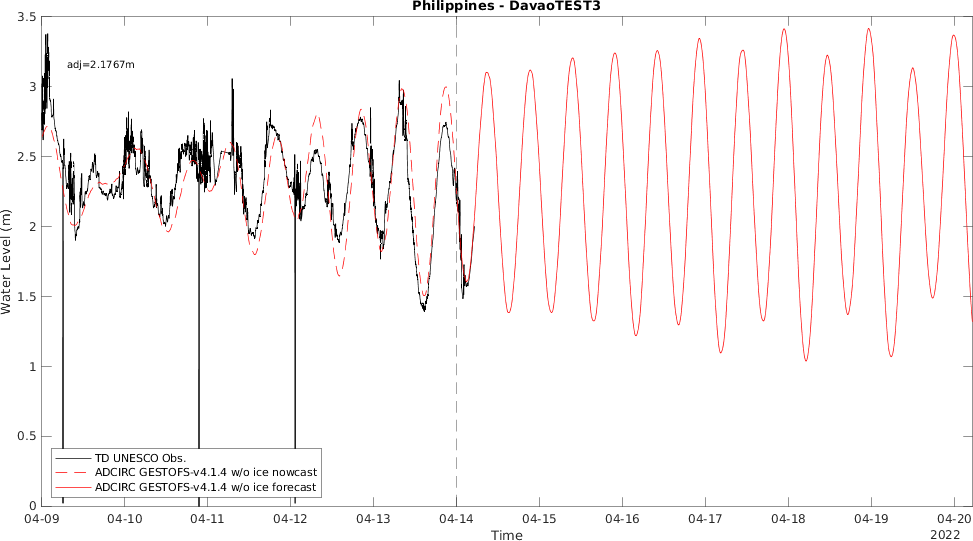 Philippines - DavaoTEST3
3.5
adj=2.1767m
3
2.5
2
Water Level (m)
1.5
1
0.5
TD UNESCO Obs.
ADCIRC GESTOFS-v4.1.4 w/o ice nowcast
ADCIRC GESTOFS-v4.1.4 w/o ice forecast
0
04-09 04-10 04-11 04-12 04-13 04-14 04-15 04-16 04-17 04-18 04-19 04-20
Time
2022